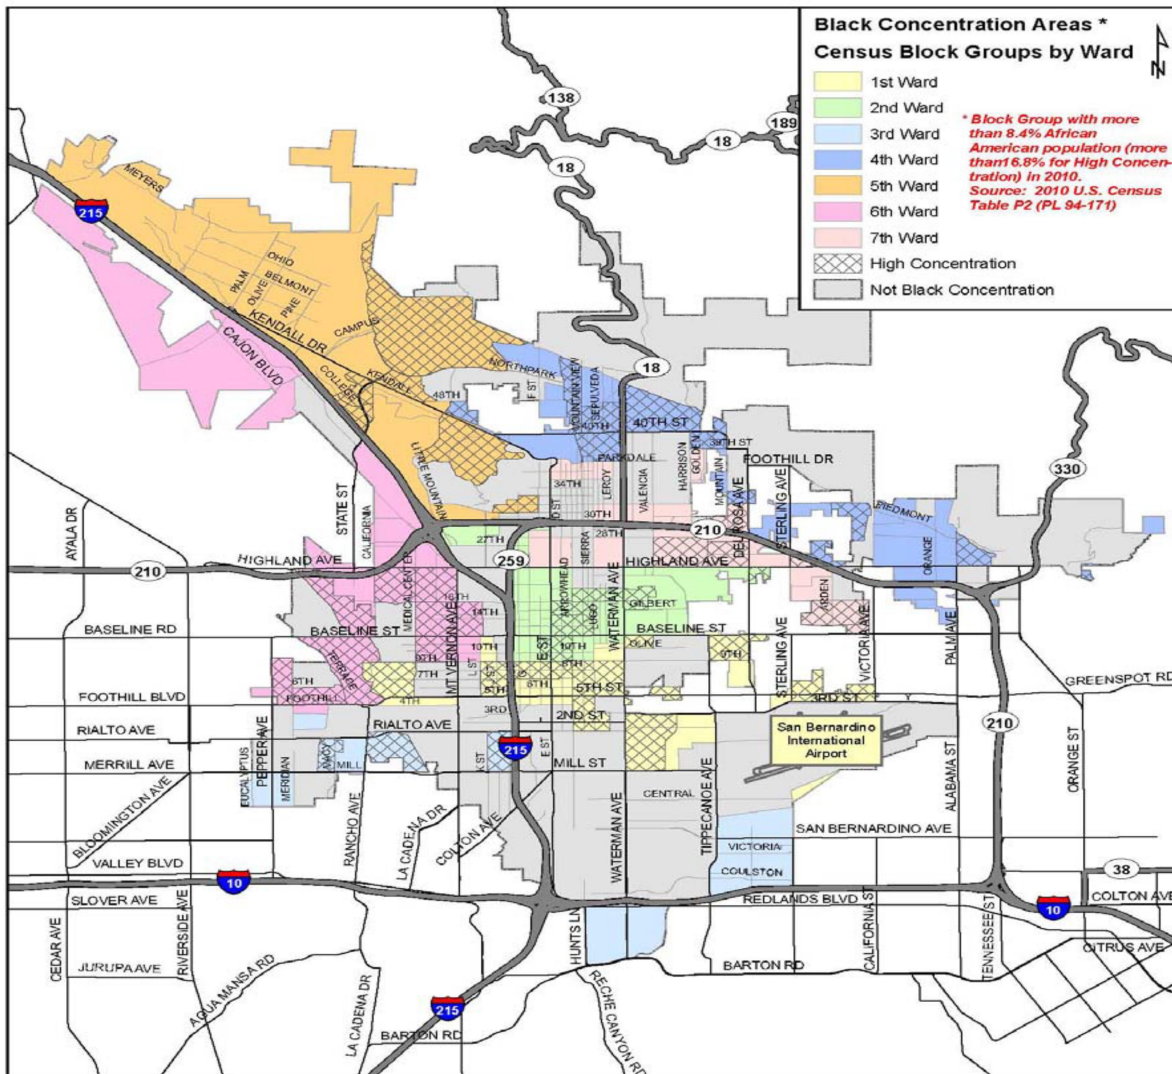 Black Concentration Areas *
Census Block Groups by Ward
N
1st Ward
2nd Ward
3rd Ward
4th Ward
5th Ward
6th Ward
7th Ward
High Concentration
Not Black Concentration
* Block Group with more
than 8.4% African
American population (more
than16.8% for High Concen-
tration) in 2010.
Source: 2010 U.S. Census
Table P2 (PL 94-171)
138
189
18
18
18
MEYERS
215
OHIO
PALM
OLIVE
BELMONT
PINE
CAMPUS
KENDALL DR
CAJON BLVD
COLLEGE
KENDALL
NORTHPARK
48TH
F ST
MOUNTAIN VIEW
SEPULVEDA
40TH
40TH ST
39TH ST
PARKDALE
FOOTHILL DR
LITTLE MOUNTAIN
34TH
D ST
LEROY
VALENCIA
HARRISON
GOLDEN
MOUNTAIN
DEL ROSA AVE
STERLING AVE
330
PIEDMONT
ORANGE
AYALA DR
STATE ST
CALIFORNIA
30TH
210
27TH
28TH
SIERRA
259
HIGHLAND AVE
HIGHLAND AVE
210
MEDICAL CENTER
16TH
14TH
ARROWHEAD
LUGO
WATERMAN AVE
GILBERT
ARDEN
BASELINE RD
BASELINE ST
BASELINE ST
MT VERNON AVE
10TH
10TH
OLIVE
9TH
9TH
8TH
7TH
6TH
6TH
L ST
E ST
G
TERRACE
STERLING AVE
VICTORIA AVE
PALM AVE
FOOTHILL BLVD
FOOTHILL
4TH
5TH
5TH ST
3RD
3RD ST
GREENSPOT RD
2ND ST
RIALTO AVE
RIALTO AVE
San Bernardino
International
Airport
210
MERRILL AVE
EUCALYPTUS
PEPPER AVE
MERIDIAN
MACY
MILL
K ST
215
E ST
MILL ST
TIPPECANOE AVE
CENTRAL
ALABAMA ST
ORANGE ST
BLOOMINGTON AVE
RANCHO AVE
LA CADENA DR
COLTON AVE
WATERMAN AVE
SAN BERNARDINO AVE
VICTORIA
COULSTON
VALLEY BLVD
10
38
SLOVER AVE
REDLANDS BLVD
10
COLTON AVE
CEDAR AVE
RIVERSIDE AVE
HUNTS LN
CALIFORNIA ST
TENNESSEE ST
CITRUS AVE
JURUPA AVE
AGUA MANSA RD
LA CADENA DR
BARTON RD
RECHE CANYON RD
215
BARTON RD